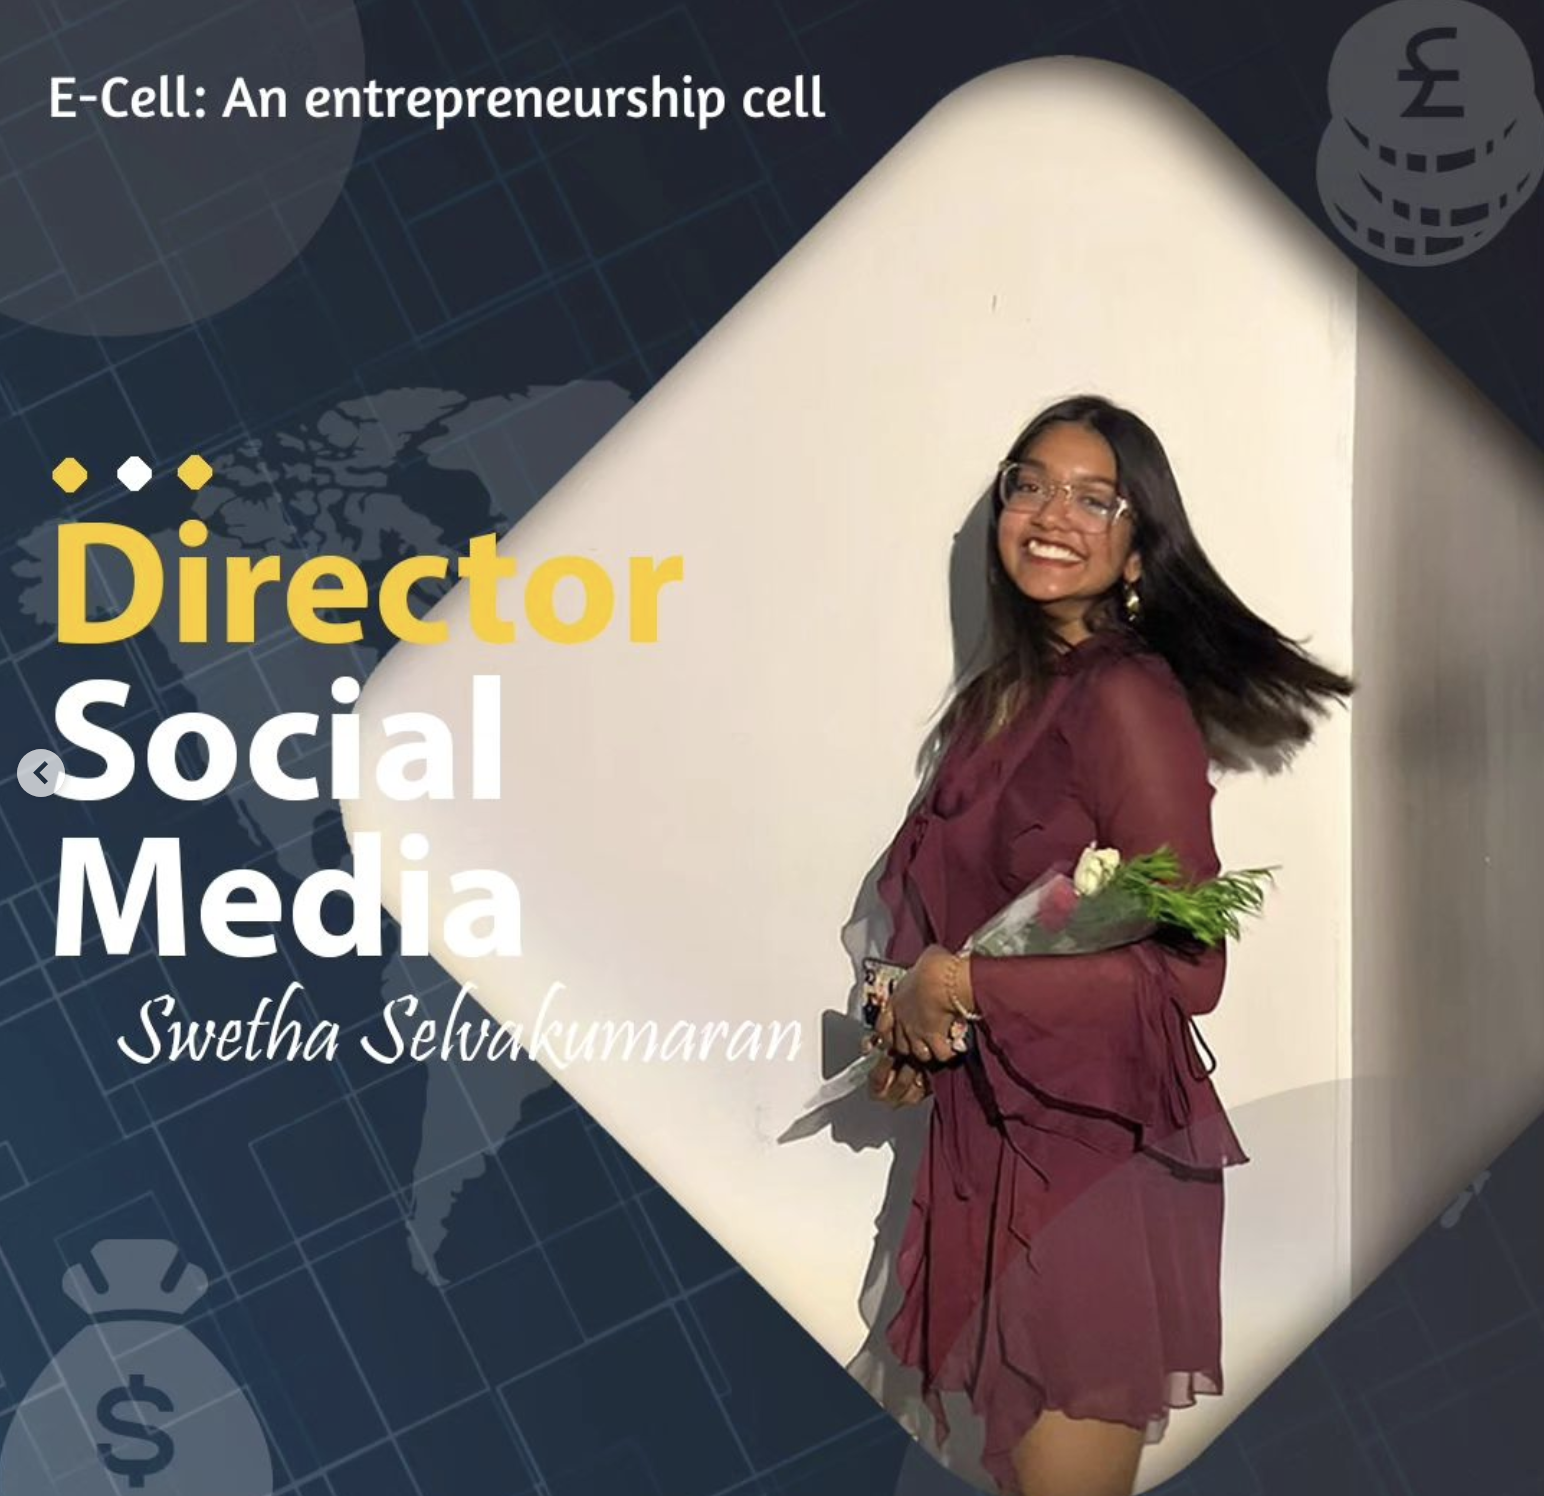 E-Cell: An entrepreneurship cell
£
Director
Social
Media
Swetha Selvakumaran
$